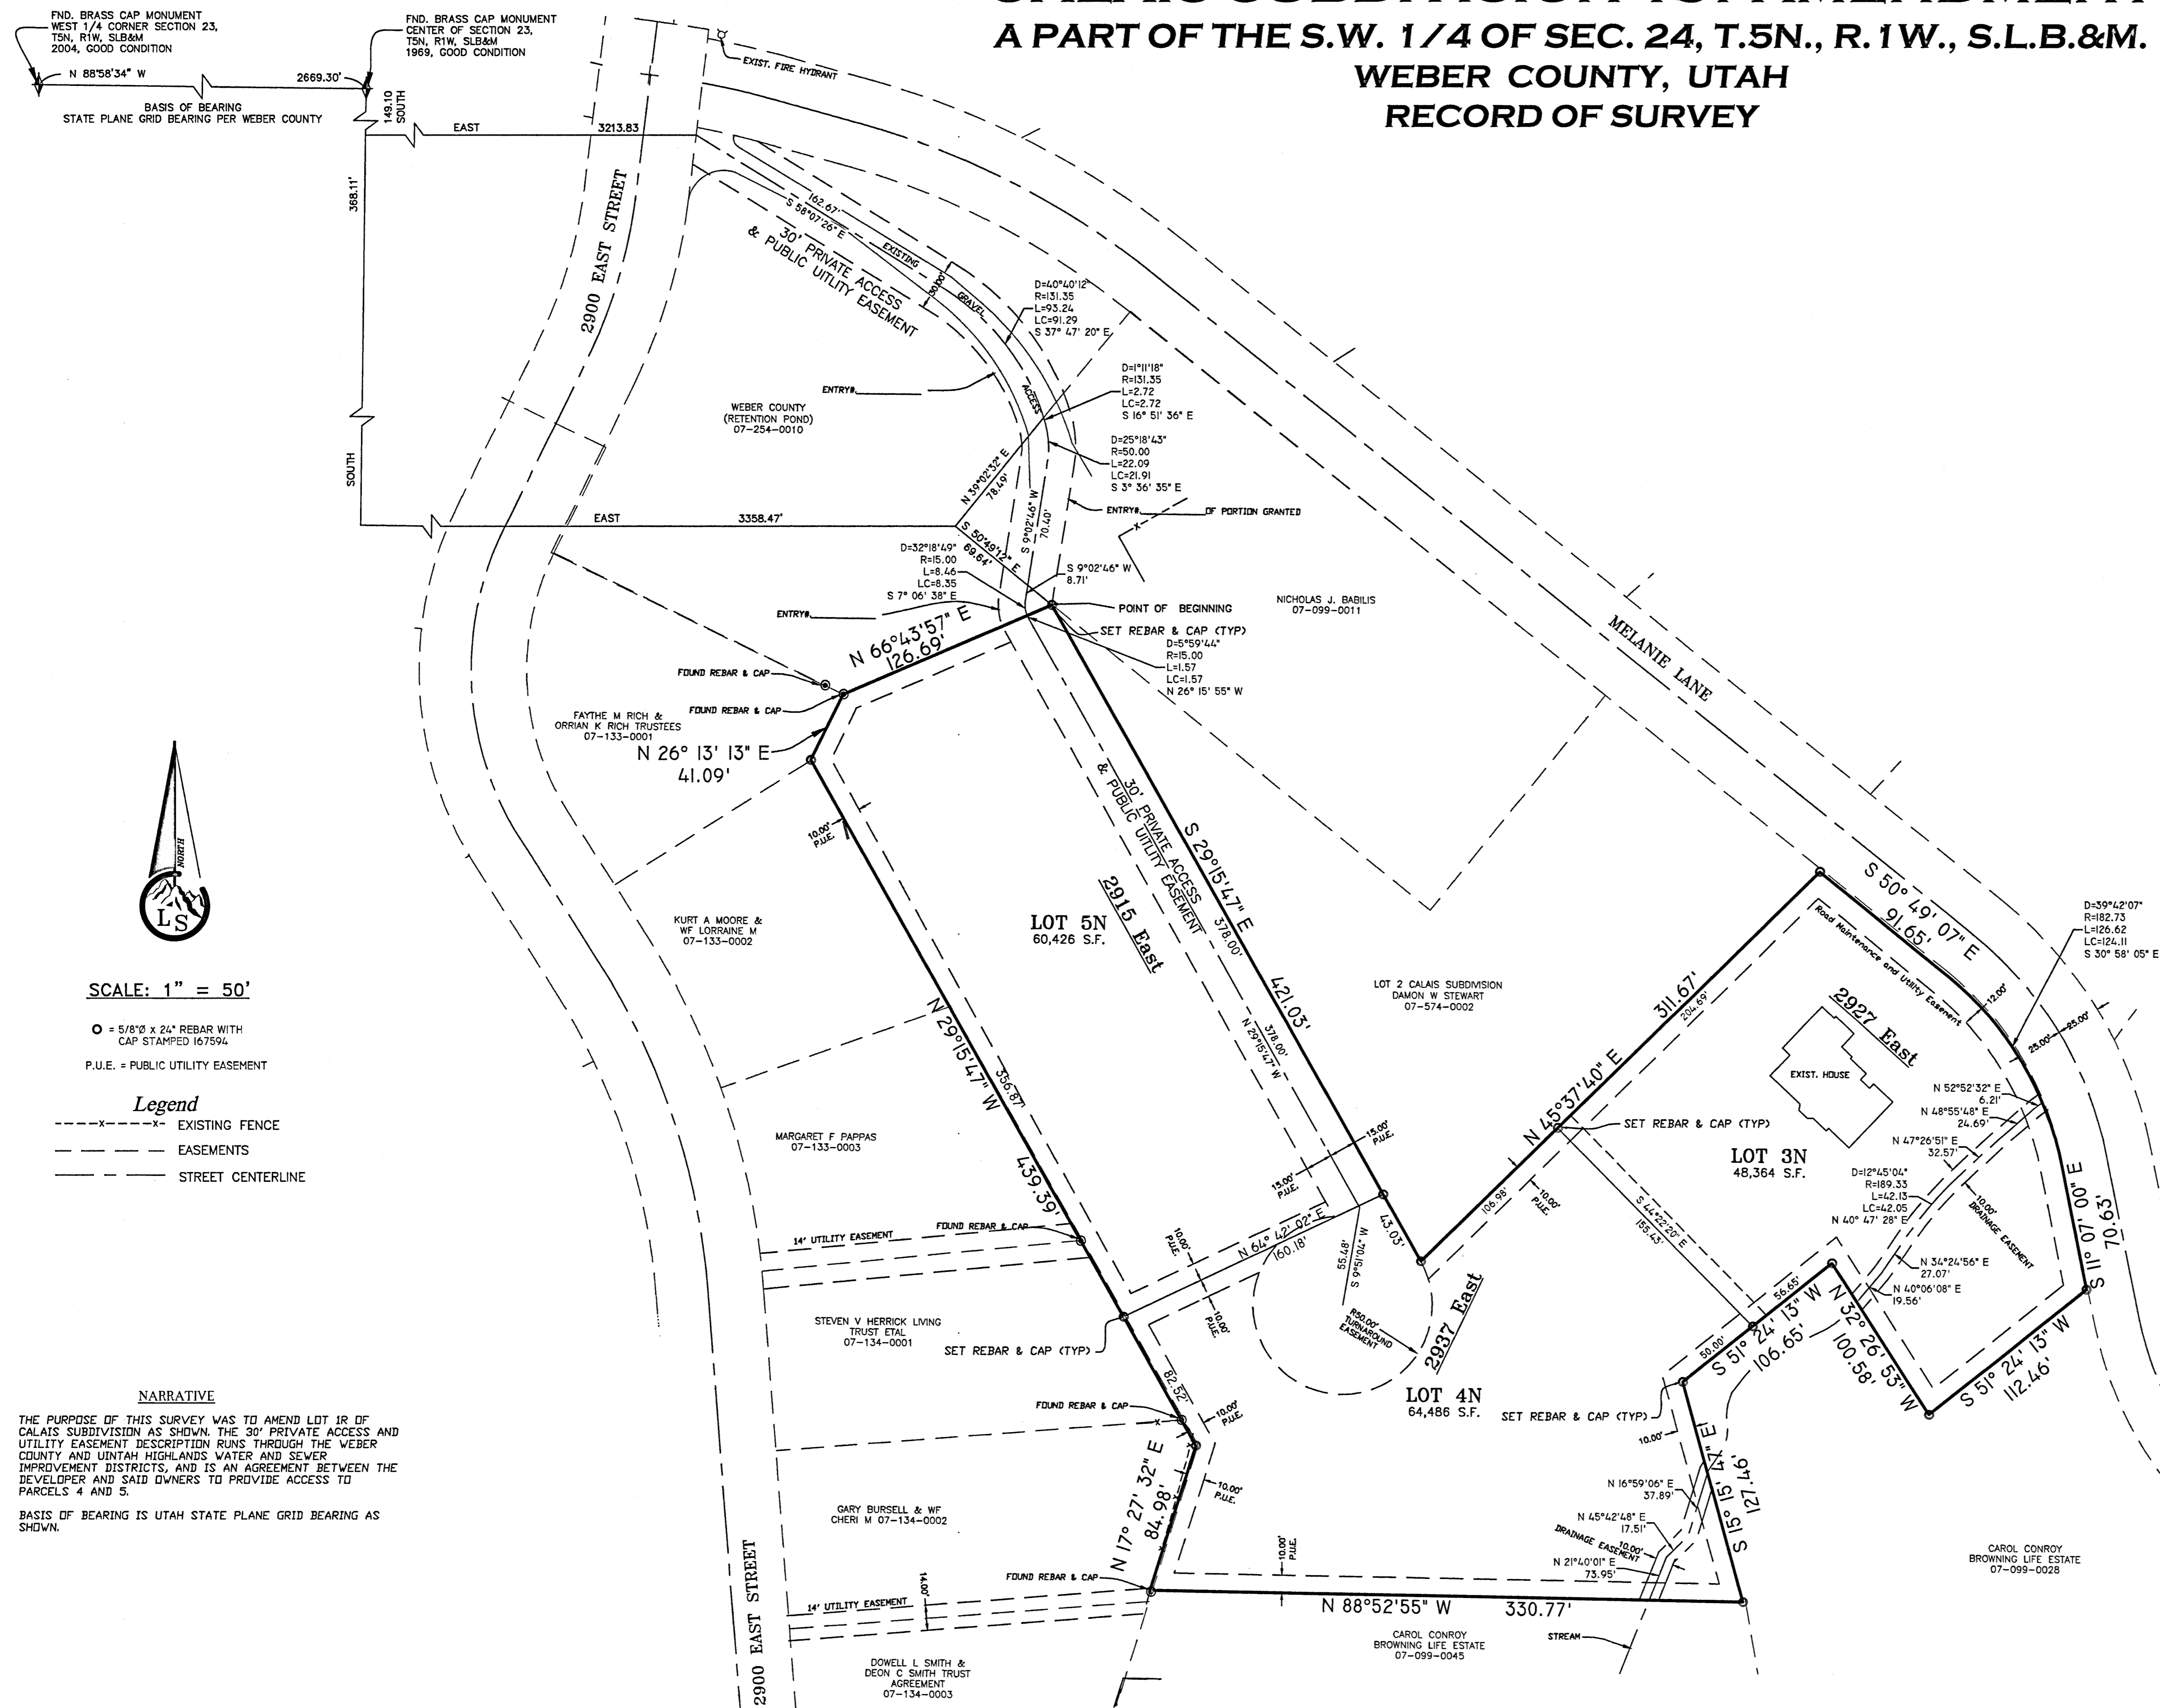 A PART OF THE S.W. 1/4 OF SEC. 24, T.5N., R.1W., S.L.B.&M.
WEBER COUNTY, UTAH
RECORD OF SURVEY
FND. BRASS CAP MONUMENT
WEST 1/4 CORNER SECTION 23,
T5N, R1W, SLB&M
2004, GOOD CONDITION
FND. BRASS CAP MONUMENT
CENTER OF SECTION 23,
T5N, R1W, SLB&M
1969, GOOD CONDITION
N 88°58'34" W
2669.30'
BASIS OF BEARING
STATE PLANE GRID BEARING PER WEBER COUNTY
149.10
SOUTH
EAST
3213.83
368.11'
SOUTH
EAST
3358.47'
EXIST. FIRE HYDRANT
2900 EAST STREET
162.67'
S 58°07'26" E
30' PRIVATE ACCESS
& PUBLIC UITLITY EASEMENT
EXISTING
GRAVEL
ACCESS
30.00'
D=40°40'12"
R=131.35
L=93.24
LC=91.29
S 37° 47' 20" E
D=1°11'18"
R=131.35
L=2.72
LC=2.72
S 16° 51' 36" E
D=25°18'43"
R=50.00
L=22.09
LC=21.91
S 3° 36' 35" E
ENTRY#.
WEBER COUNTY
(RETENTION POND)
07-254-0010
N 39°02'32" E
78.49'
S 9°02'46" W
70.40'
ENTRY#. OF PORTION GRANTED
S 50°49'12" E
69.64'
D=32°18'49"
R=15.00
L=8.46
LC=8.35
S 7° 06' 38" E
S 9°02'46" W
8.71'
ENTRY#.
POINT OF BEGINNING
SET REBAR & CAP (TYP)
D=5°59'44"
R=15.00
L=1.57
LC=1.57
N 26° 15' 55" W
NICHOLAS J. BABILIS
07-099-0011
MELANIE LANE
N 66°43'57" E
126.69'
FOUND REBAR & CAP
FOUND REBAR & CAP
FAYTHE M RICH &
ORRIAN K RICH TRUSTEES
07-133-0001
N 26° 13' 13" E
41.09'
10.00'
P.U.E.
NORTH
LS
SCALE: 1" = 50'
= 5/8"Ø x 24" REBAR WITH
CAP STAMPED 167594
P.U.E. = PUBLIC UTILITY EASEMENT
Legend
EXISTING FENCE
EASEMENTS
STREET CENTERLINE
KURT A MOORE &
WF LORRAINE M
07-133-0002
LOT 5N
60,426 S.F.
2915 East
30' PRIVATE ACCESS
& PUBLIC UITLITY EASEMENT
S 29°15'47" E
378.00'
421.03'
378.00'
N 29°15'47" W
LOT 2 CALAIS SUBDIVISION
DAMON W STEWART
07-574-0002
N 29°15'47" W
356.87'
439.39'
MARGARET F PAPPAS
07-133-0003
N 45°37'40" E
311.67'
204.69'
106.98'
S 50° 49' 07" E
91.65'
Road Maintenance and Utility Easement
12.00'
25.00'
25.00'
D=39°42'07"
R=182.73
L=126.62
LC=124.11
S 30° 58' 05" E
2927 East
EXIST. HOUSE
SET REBAR & CAP (TYP)
LOT 3N
48,364 S.F.
N 52°52'32" E
6.21'
N 48°55'48" E
24.69'
N 47°26'51" E
32.57'
D=12°45'04"
R=189.33
L=42.13
LC=42.05
N 40° 47' 28" E
10.00'
DRAINAGE EASEMENT
N 34°24'56" E
27.07'
N 40°06'08" E
19.56'
S 11° 07' 00" E
70.63'
S 44°22'20" E
155.43'
10.00'
P.U.E.
15.00'
P.U.E.
15.00'
P.U.E.
10.00'
P.U.E.
10.00'
P.U.E.
N 64° 42' 02" E
160.18'
43.03'
55.48'
S 9°51'04" W
R50.00'
TURNAROUND
EASEMENT
2937 East
LOT 4N
64,486 S.F.
56.65'
50.00'
S 51° 24' 13" W
106.65'
N 32° 26' 53" W
100.58'
S 51° 24' 13" W
112.46'
14' UTILITY EASEMENT
FOUND REBAR & CAP
STEVEN V HERRICK LIVING
TRUST ETAL
07-134-0001
SET REBAR & CAP (TYP)
82.52'
FOUND REBAR & CAP
10.00'
P.U.E.
SET REBAR & CAP (TYP)
10.00'
S 15° 15' 47" E
127.46'
N 17° 27' 32" E
84.98'
10.00'
P.U.E.
N 16°59'06" E
37.89'
N 45°42'48" E
17.51'
DRAINAGE EASEMENT
10.00'
N 21°40'01" E
73.95'
10.00'
P.U.E.
GARY BURSELL & WF
CHERI M 07-134-0002
FOUND REBAR & CAP
14' UTILITY EASEMENT
14.00'
N 88°52'55" W 330.77'
CAROL CONROY
BROWNING LIFE ESTATE
07-099-0045
STREAM
CAROL CONROY
BROWNING LIFE ESTATE
07-099-0028
DOWELL L SMITH &
DEON C SMITH TRUST
AGREEMENT
07-134-0003
2900 EAST STREET
NARRATIVE
THE PURPOSE OF THIS SURVEY WAS TO AMEND LOT 1R OF
CALAIS SUBDIVISION AS SHOWN. THE 30' PRIVATE ACCESS AND
UTILITY EASEMENT DESCRIPTION RUNS THROUGH THE WEBER
COUNTY AND UINTAH HIGHLANDS WATER AND SEWER
IMPROVEMENT DISTRICTS, AND IS AN AGREEMENT BETWEEN THE
DEVELOPER AND SAID OWNERS TO PROVIDE ACCESS TO
PARCELS 4 AND 5.
BASIS OF BEARING IS UTAH STATE PLANE GRID BEARING AS
SHOWN.